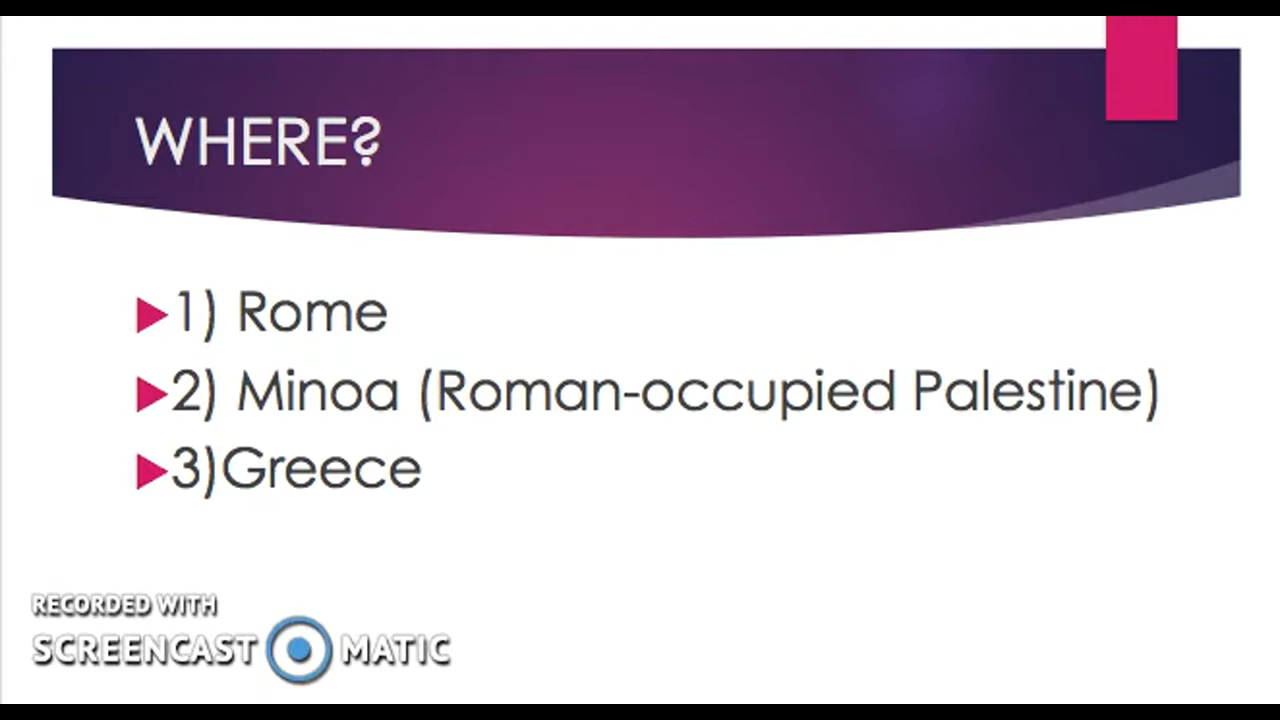 WHERE?
1) Rome
2) Minoa (Roman-occupied Palestine)
3)Greece
RECORDED WITH
SCREENCAST MATIC